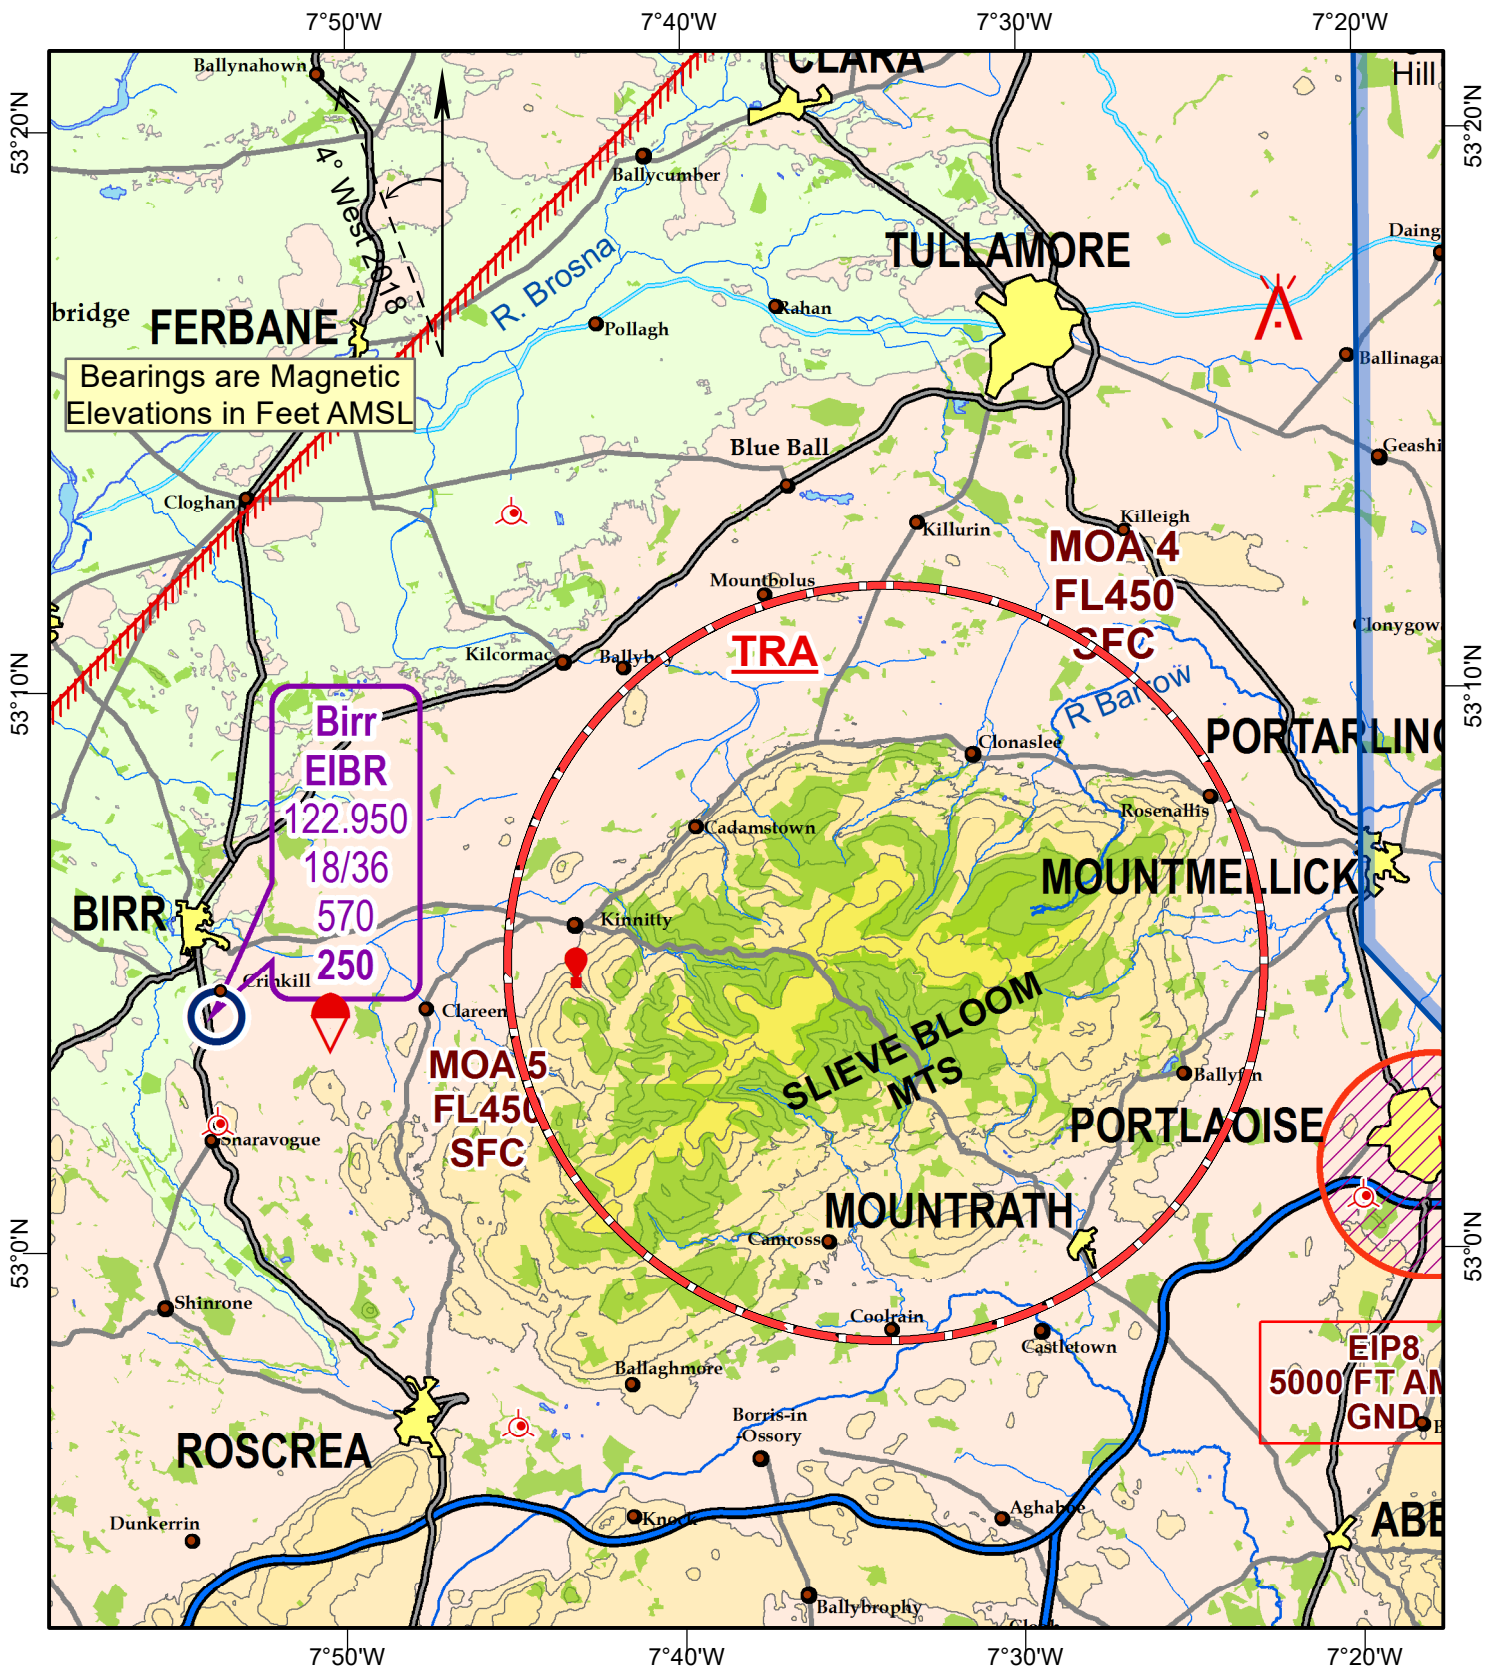 7°50'W
7°40'W
7°30'W
7°20'W
Ballynahown
CLARA
Hill
53°20'N
53°20'N
4° West 2018
Ballycumber
Daing
TULLAMORE
R. Brosna
bridge
FERBANE
Pollagh
Rahan
Ballinagar
Bearings are Magnetic
Elevations in Feet AMSL
Blue Ball
Geashi
Cloghan
Killurin
Killeigh
MOA 4
FL450
SFC
Mountbolus
Clonygow
Kilcormac
TRA
53°10'N
53°10'N
R Barrow
Birr
EIBR
122.950
18/36
570
250
Clonaslee
PORTARLING
Rosenallis
Cadamstown
MOUNTMELLICK
BIRR
Kinnitty
Crinkill
Clareen
SLIEVE BLOOM
MTS
MOA 5
FL450
SFC
Ballyfin
PORTLAOISE
Sharavogue
MOUNTRATH
Camross
53°0'N
53°0'N
Shinrone
Coolrain
Castletown
EIP8
5000 FT AM
GND
Ballaghmore
Borris-in
-Ossory
ROSCREA
B
Knock
Aghaboe
ABB
Dunkerrin
Ballybrophy
7°50'W
7°40'W
7°30'W
7°20'W